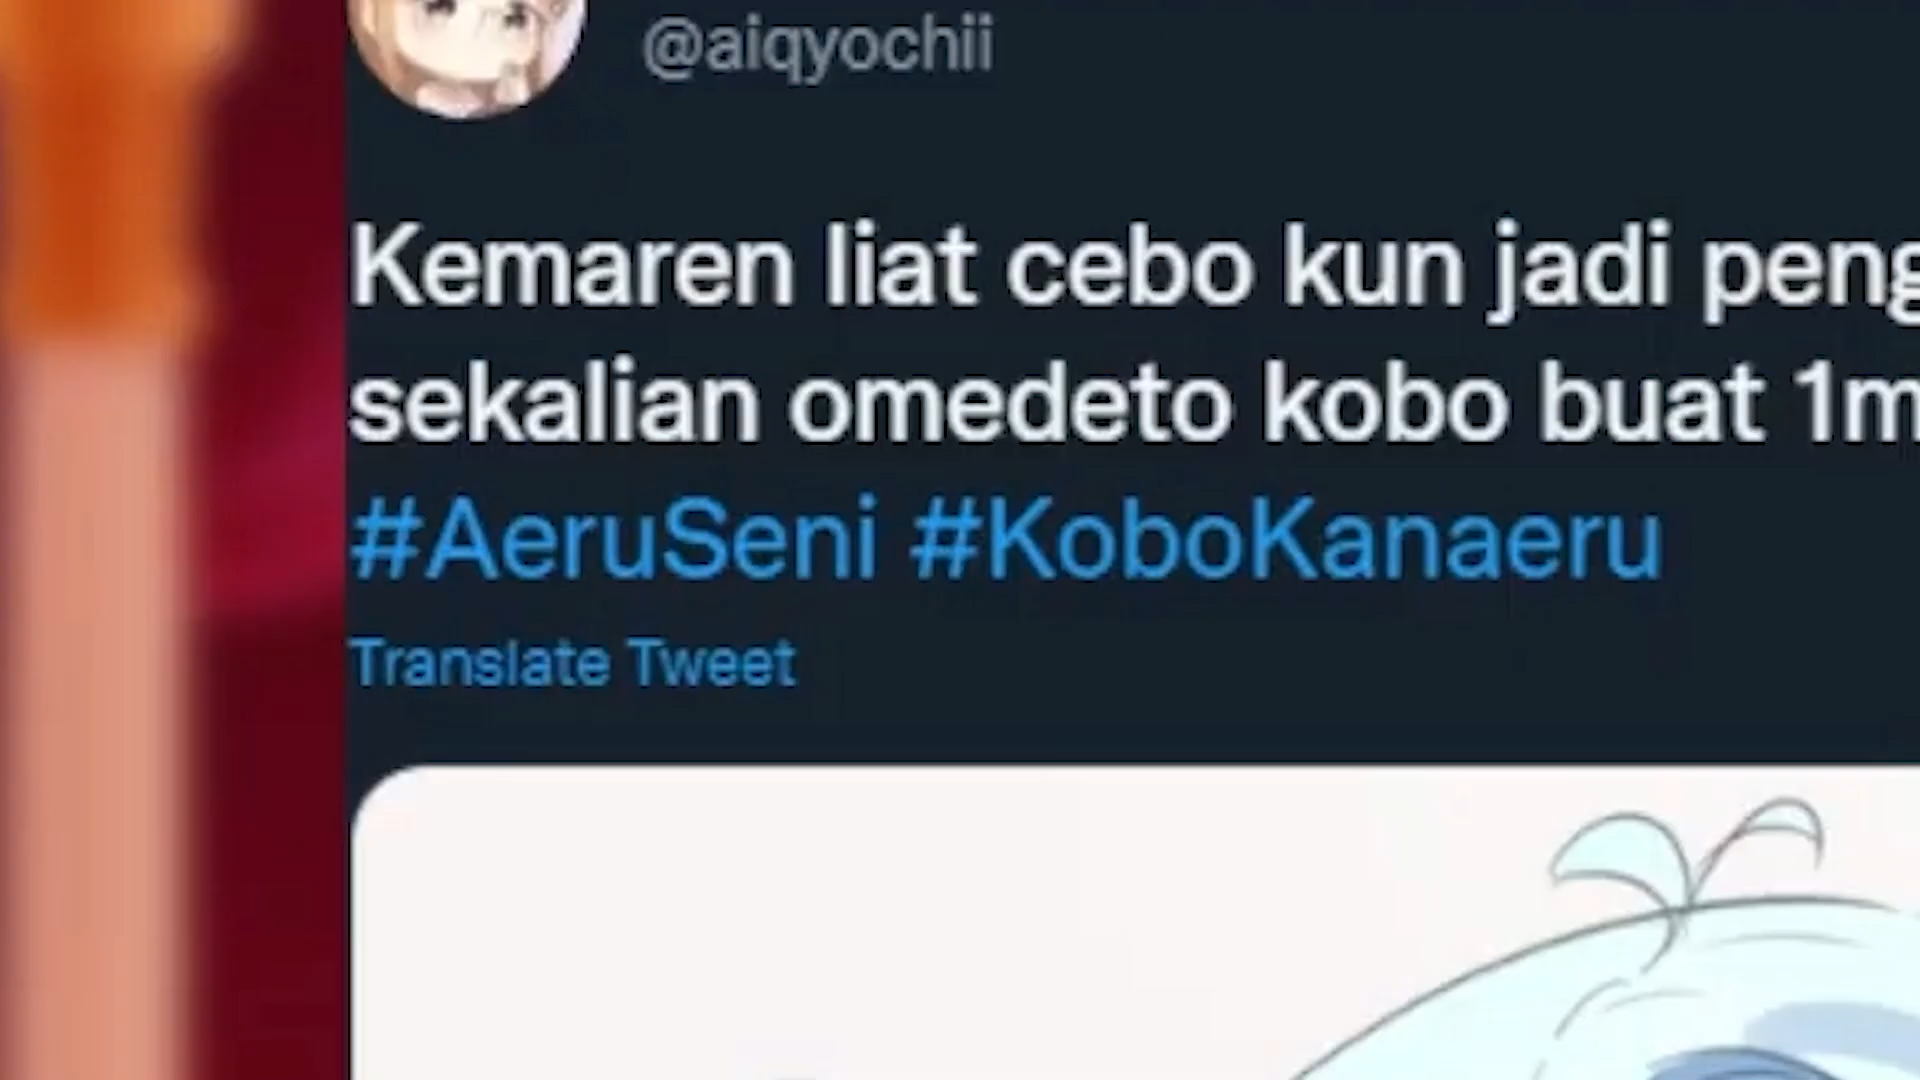 @aiqyochii
Kemaren liat cebo kun jadi peng
sekalian omedeto kobo buat 1m
#AeruSeni #KoboKanaeru
Translate Tweet